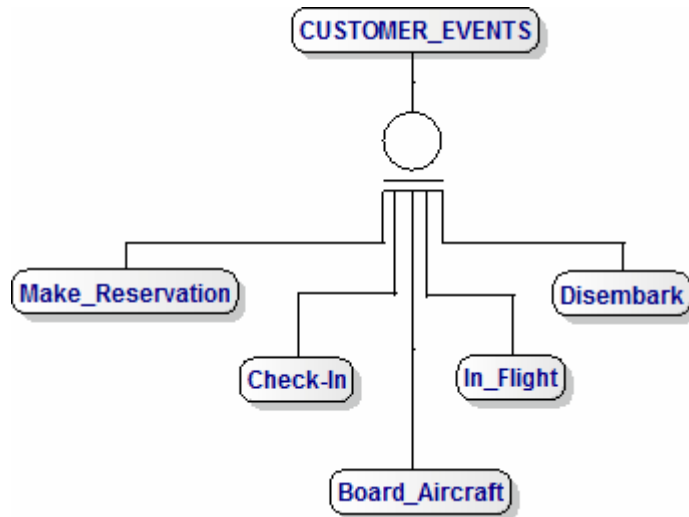 CUSTOMER_EVENTS
Make_Reservation
Disembark
Check-In
In_Flight
Board_Aircraft